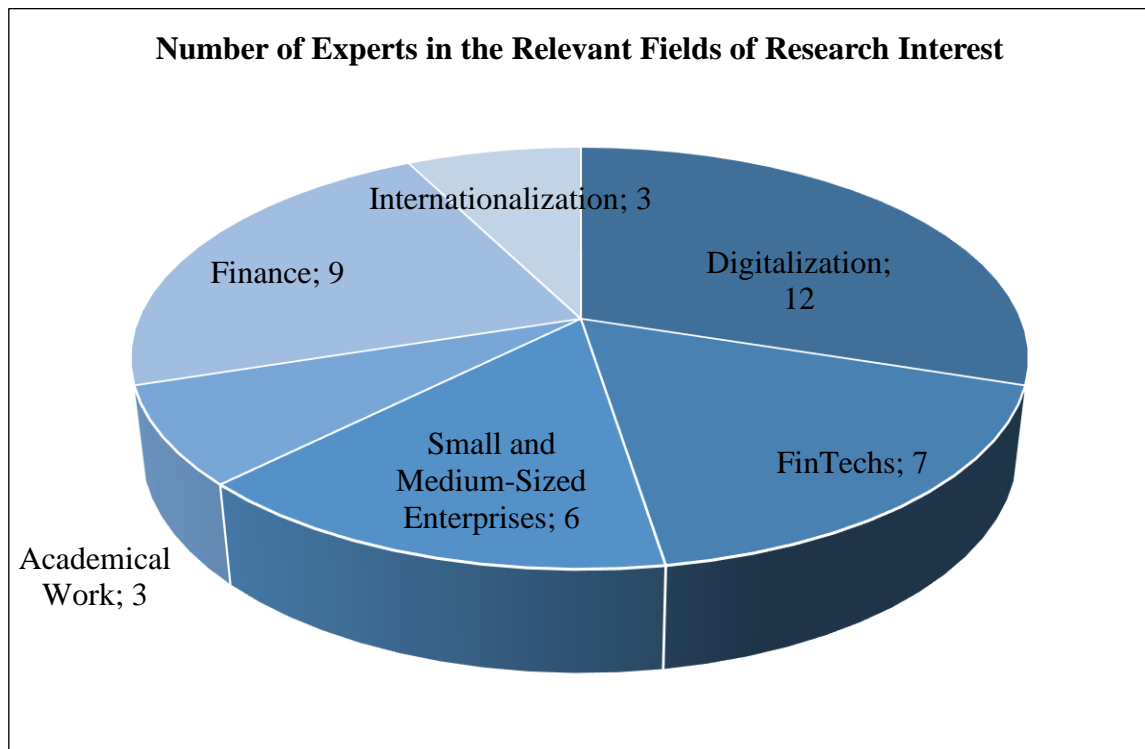 Number of Experts in the Relevant Fields of Research Interest
Internationalization; 3
Digitalization;
12
Finance; 9
FinTechs; 7
Small and
Medium-Sized
Enterprises; 6
Academical
Work; 3